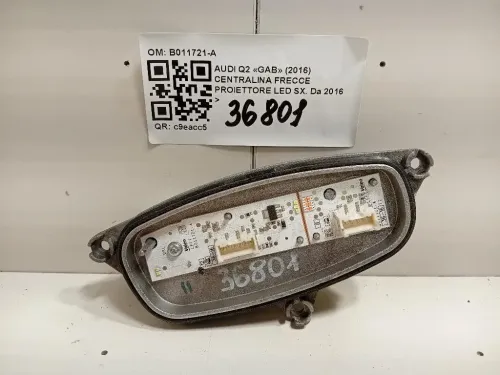 OM: B011721-A
AUDI Q2 «GAB» (2016)
CENTRALINA FRECCE
PROIETTORE LED SX. Da 2016
>
36801
QR: c9eacc5
36801